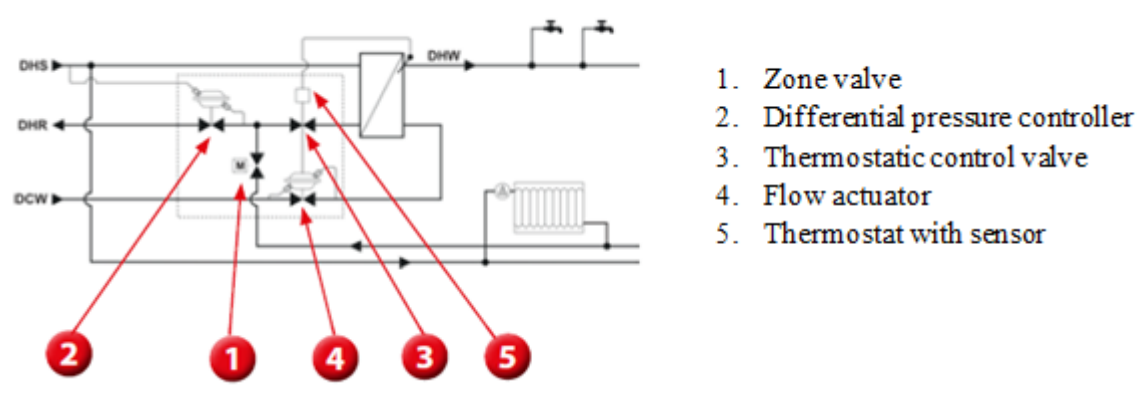 DHS
DHW
DHR
M
DCW
2
1
4
3
5
1. Zone valve
2. Differential pressure controller
3. Thermostatic control valve
4. Flow actuator
5. Thermostat with sensor